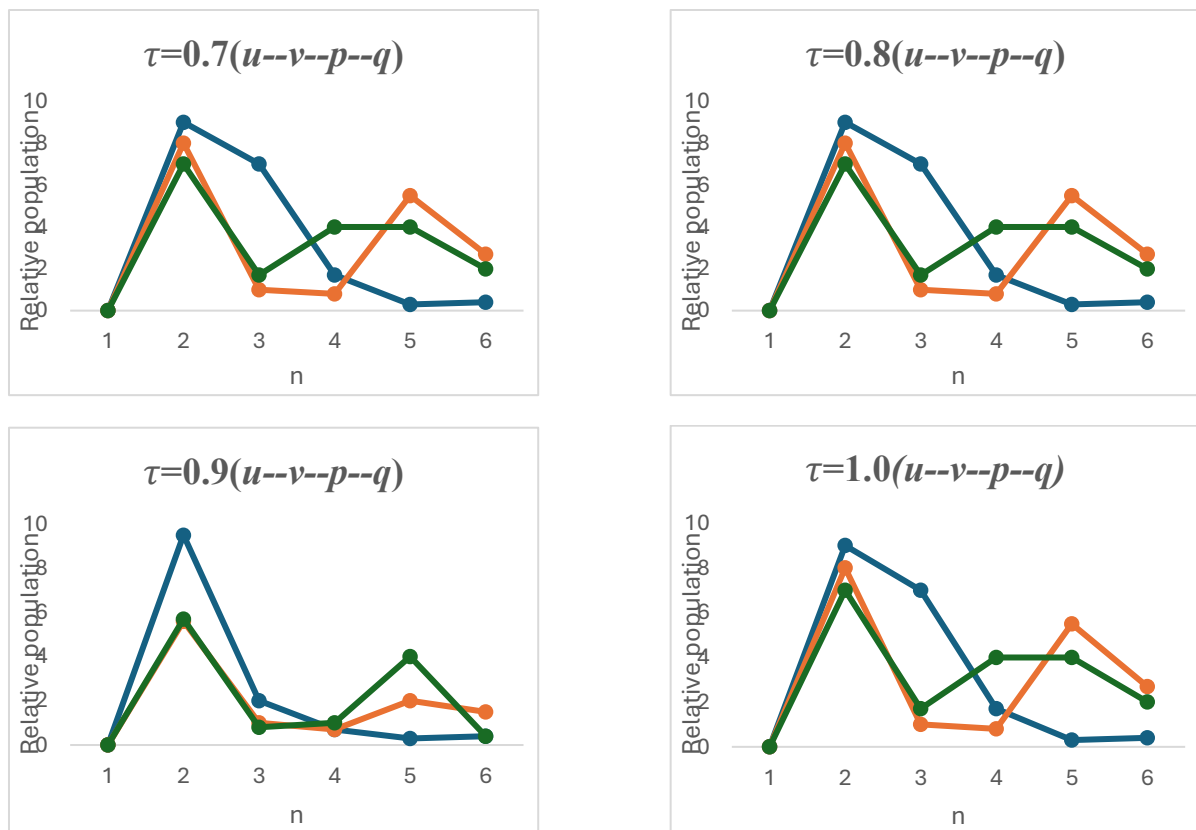 τ=0.7(u--v--p--q)
Relative population
10
8
6
4
2
0
1 2 3 4 5 6
n
τ=0.8(u--v--p--q)
Relative population
10
8
6
4
2
0
1 2 3 4 5 6
n
τ=0.9(u--v--p--q)
Relative population
10
8
6
4
2
0
1 2 3 4 5 6
n
τ=1.0(u--v--p--q)
Relative population
10
8
6
4
2
0
1 2 3 4 5 6
n